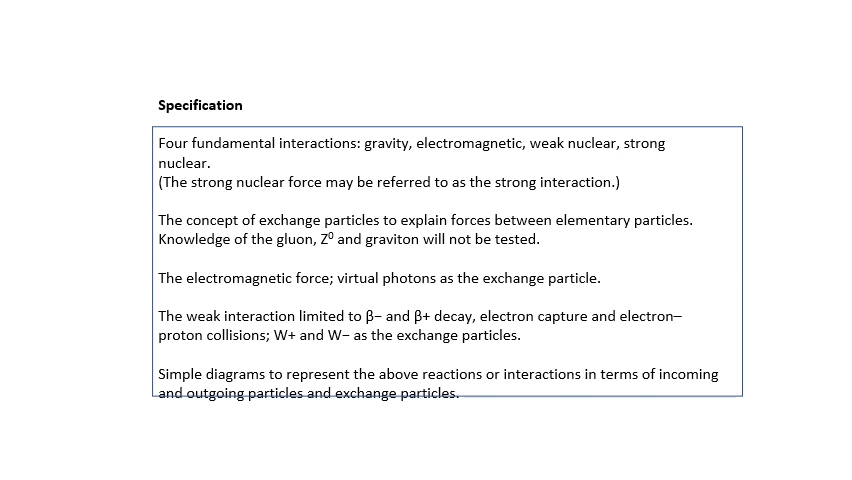 Specification
Four fundamental interactions: gravity, electromagnetic, weak nuclear, strong
nuclear.
(The strong nuclear force may be referred to as the strong interaction.)
The concept of exchange particles to explain forces between elementary particles.
Knowledge of the gluon, Z⁰ and graviton will not be tested.
The electromagnetic force; virtual photons as the exchange particle.
The weak interaction limited to β− and β+ decay, electron capture and electron–
proton collisions; W+ and W− as the exchange particles.
Simple diagrams to represent the above reactions or interactions in terms of incoming
and outgoing particles and exchange particles.